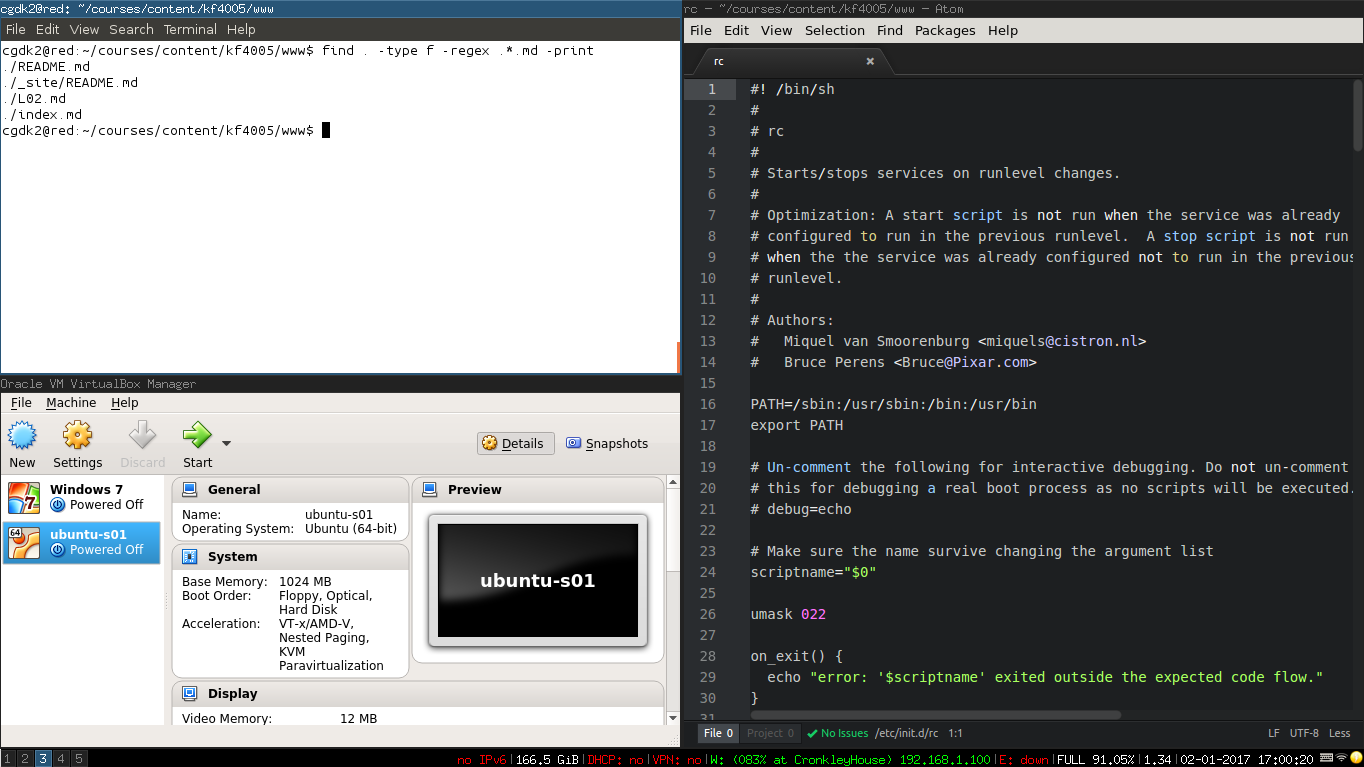 cgdk2@red: ~/courses/content/kf4005/www
File Edit View Search Terminal Help
cgdk2@red:~/courses/content/kf4005/www$ find . -type f -regex .*.md -print
./README.md
./_site/README.md
./L02.md
./index.md
cgdk2@red:~/courses/content/kf4005/www$
Oracle VM VirtualBox Manager
File Machine Help
New Settings Discard Start Details Snapshots
Windows 7
Powered Off
64 ubuntu-s01
Powered Off
General
Name: ubuntu-s01
Operating System: Ubuntu (64-bit)
System
Base Memory: 1024 MB
Boot Order: Floppy, Optical,
Hard Disk
Acceleration: VT-x/AMD-V,
Nested Paging,
KVM
Paravirtualization
Display
Video Memory: 12 MB
Preview
ubuntu-s01
rc — ~/courses/content/kf4005/www — Atom
File Edit View Selection Find Packages Help
rc
1 #! /bin/sh
2 #
3 # rc
4 #
5 # Starts/stops services on runlevel changes.
6 #
7 # Optimization: A start script is not run when the service was already
8 # configured to run in the previous runlevel.  A stop script is not run
9 # when the the service was already configured not to run in the previous
10 # runlevel.
11 #
12 # Authors:
13 #   Miquel van Smoorenburg <miquels@cistron.nl>
14 #   Bruce Perens <Bruce@Pixar.com>
15
16 PATH=/sbin:/usr/sbin:/bin:/usr/bin
17 export PATH
18
19 # Un-comment the following for interactive debugging. Do not un-comment
20 # this for debugging a real boot process as no scripts will be executed.
21 # debug=echo
22
23 # Make sure the name survive changing the argument list
24 scriptname="$0"
25
26 umask 022
27
28 on_exit() {
29   echo "error: '$scriptname' exited outside the expected code flow."
30 }
31
File 0 Project 0 No Issues /etc/init.d/rc 1:1 LF UTF-8 Less
1 2 3 4 5 no IPv6|166.5 GiB|DHCP: no|VPN: no|W: (083% at CronkleyHouse) 192.168.1.100|E: down|FULL 91.05%|1.34|02-01-2017 17:00:20